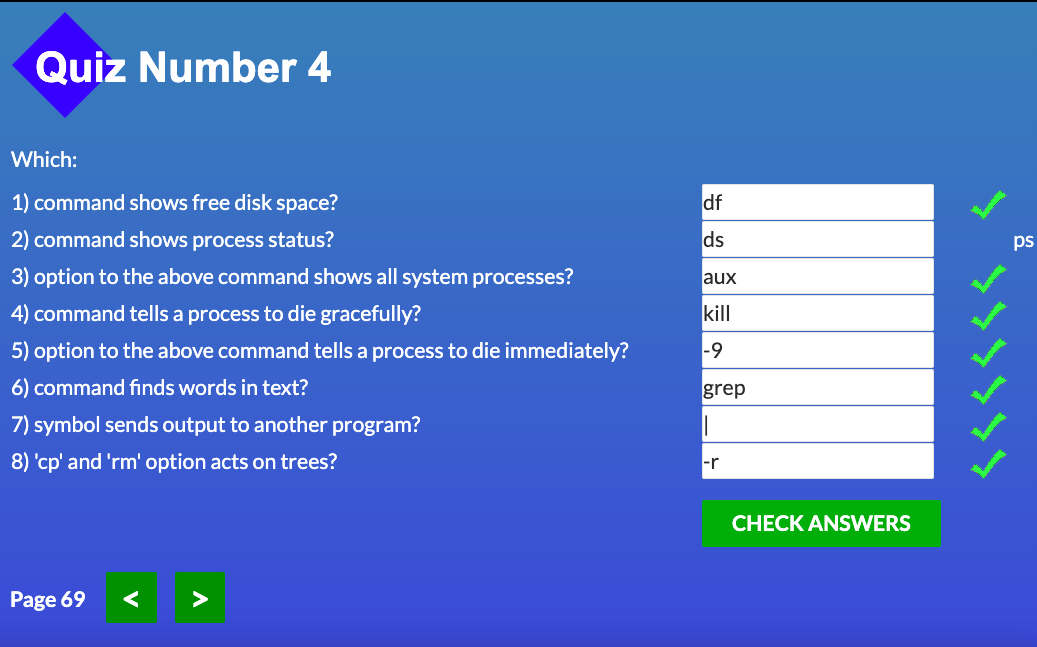 Quiz Number 4
Which:
1) command shows free disk space? df
2) command shows process status? ds ps
3) option to the above command shows all system processes? aux
4) command tells a process to die gracefully? kill
5) option to the above command tells a process to die immediately? -9
6) command finds words in text? grep
7) symbol sends output to another program? |
8) 'cp' and 'rm' option acts on trees? -r
CHECK ANSWERS
Page 69 < >